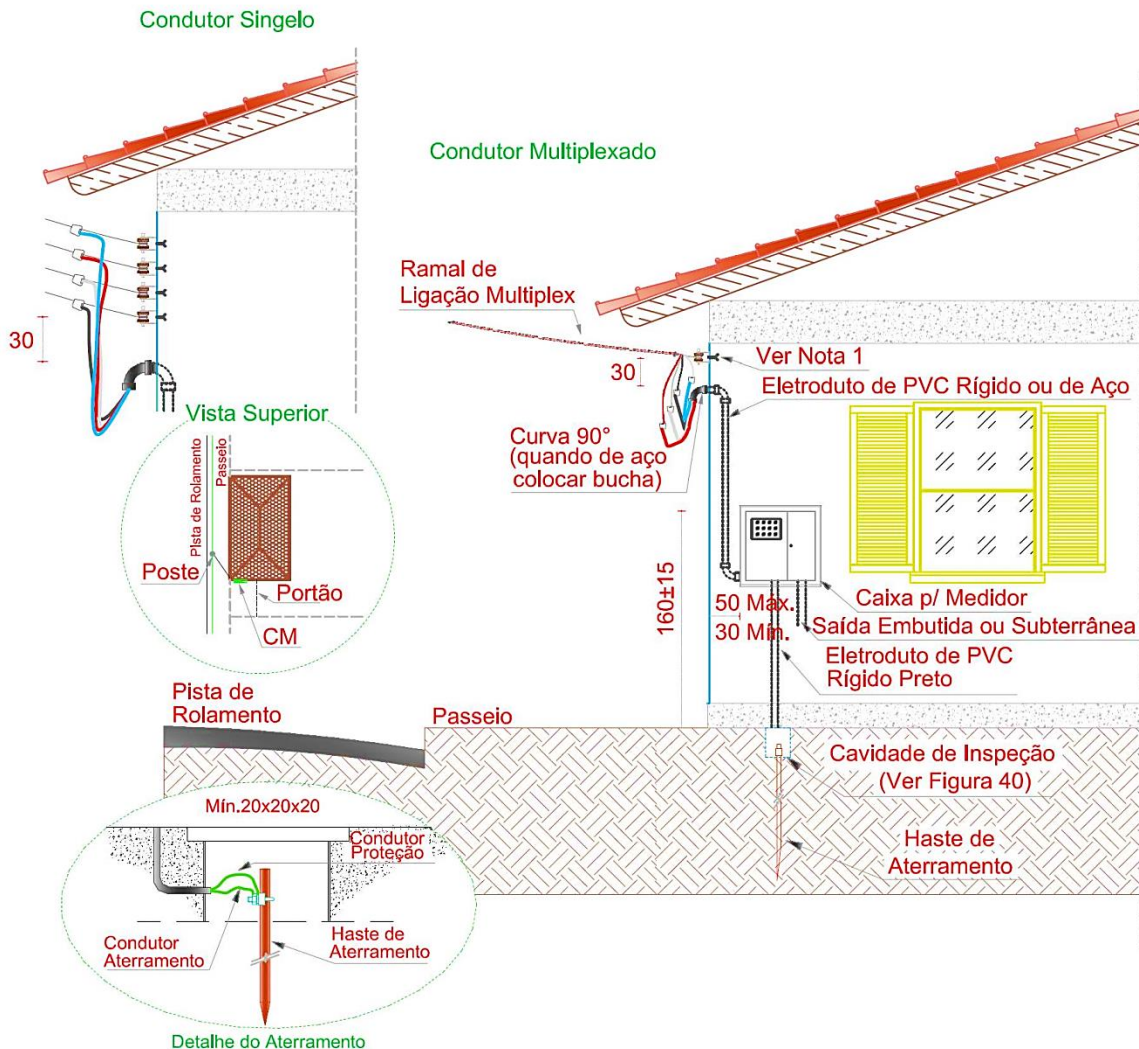 Condutor Singelo
30
Condutor Multiplexado
Ramal de
Ligação Multiplex
30
Ver Nota 1
Eletroduto de PVC Rígido ou de Aço
Curva 90°
(quando de aço
colocar bucha)
Vista Superior
Pista de Rolamento
Passeio
Poste
Portão
CM
160±15
50 Máx.
30 Mín.
Caixa p/ Medidor
Saída Embutida ou Subterrânea
Eletroduto de PVC
Rígido Preto
Pista de
Rolamento
Passeio
Cavidade de Inspeção
(Ver Figura 40)
Haste de
Aterramento
Mín.20x20x20
Condutor
Proteção
Condutor
Aterramento
Haste de
Aterramento
Detalhe do Aterramento